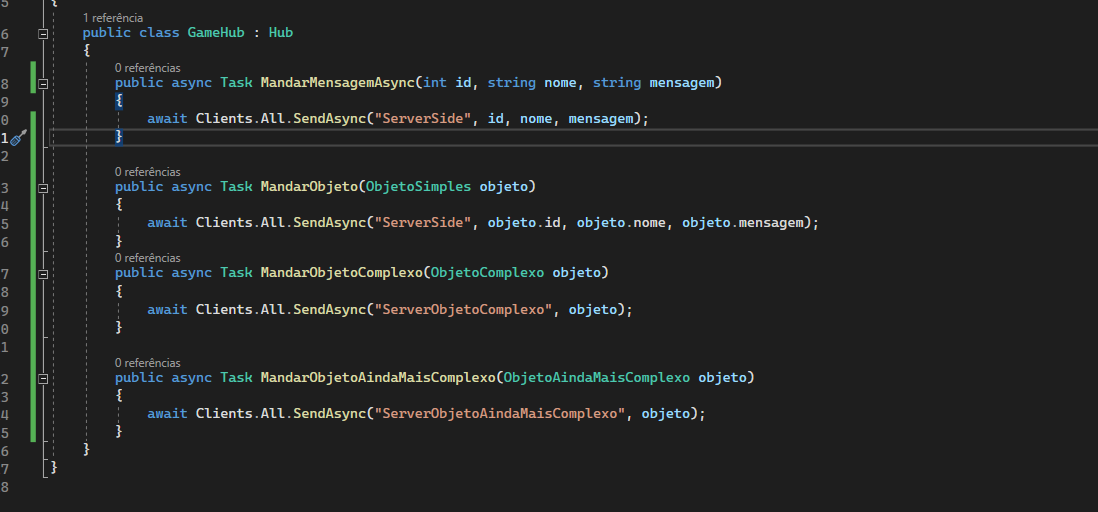 5 {
1 referência
6 public class GameHub : Hub
7 {
0 referências
8 public async Task MandarMensagemAsync(int id, string nome, string mensagem)
9 {
0 await Clients.All.SendAsync("ServerSide", id, nome, mensagem);
1 }
2
0 referências
3 public async Task MandarObjeto(ObjetoSimples objeto)
4 {
5 await Clients.All.SendAsync("ServerSide", objeto.id, objeto.nome, objeto.mensagem);
6 }
0 referências
7 public async Task MandarObjetoComplexo(ObjetoComplexo objeto)
8 {
9 await Clients.All.SendAsync("ServerObjetoComplexo", objeto);
0 }
1
0 referências
2 public async Task MandarObjetoAindaMaisComplexo(ObjetoAindaMaisComplexo objeto)
3 {
4 await Clients.All.SendAsync("ServerObjetoAindaMaisComplexo", objeto);
5 }
6 }
7 }
8